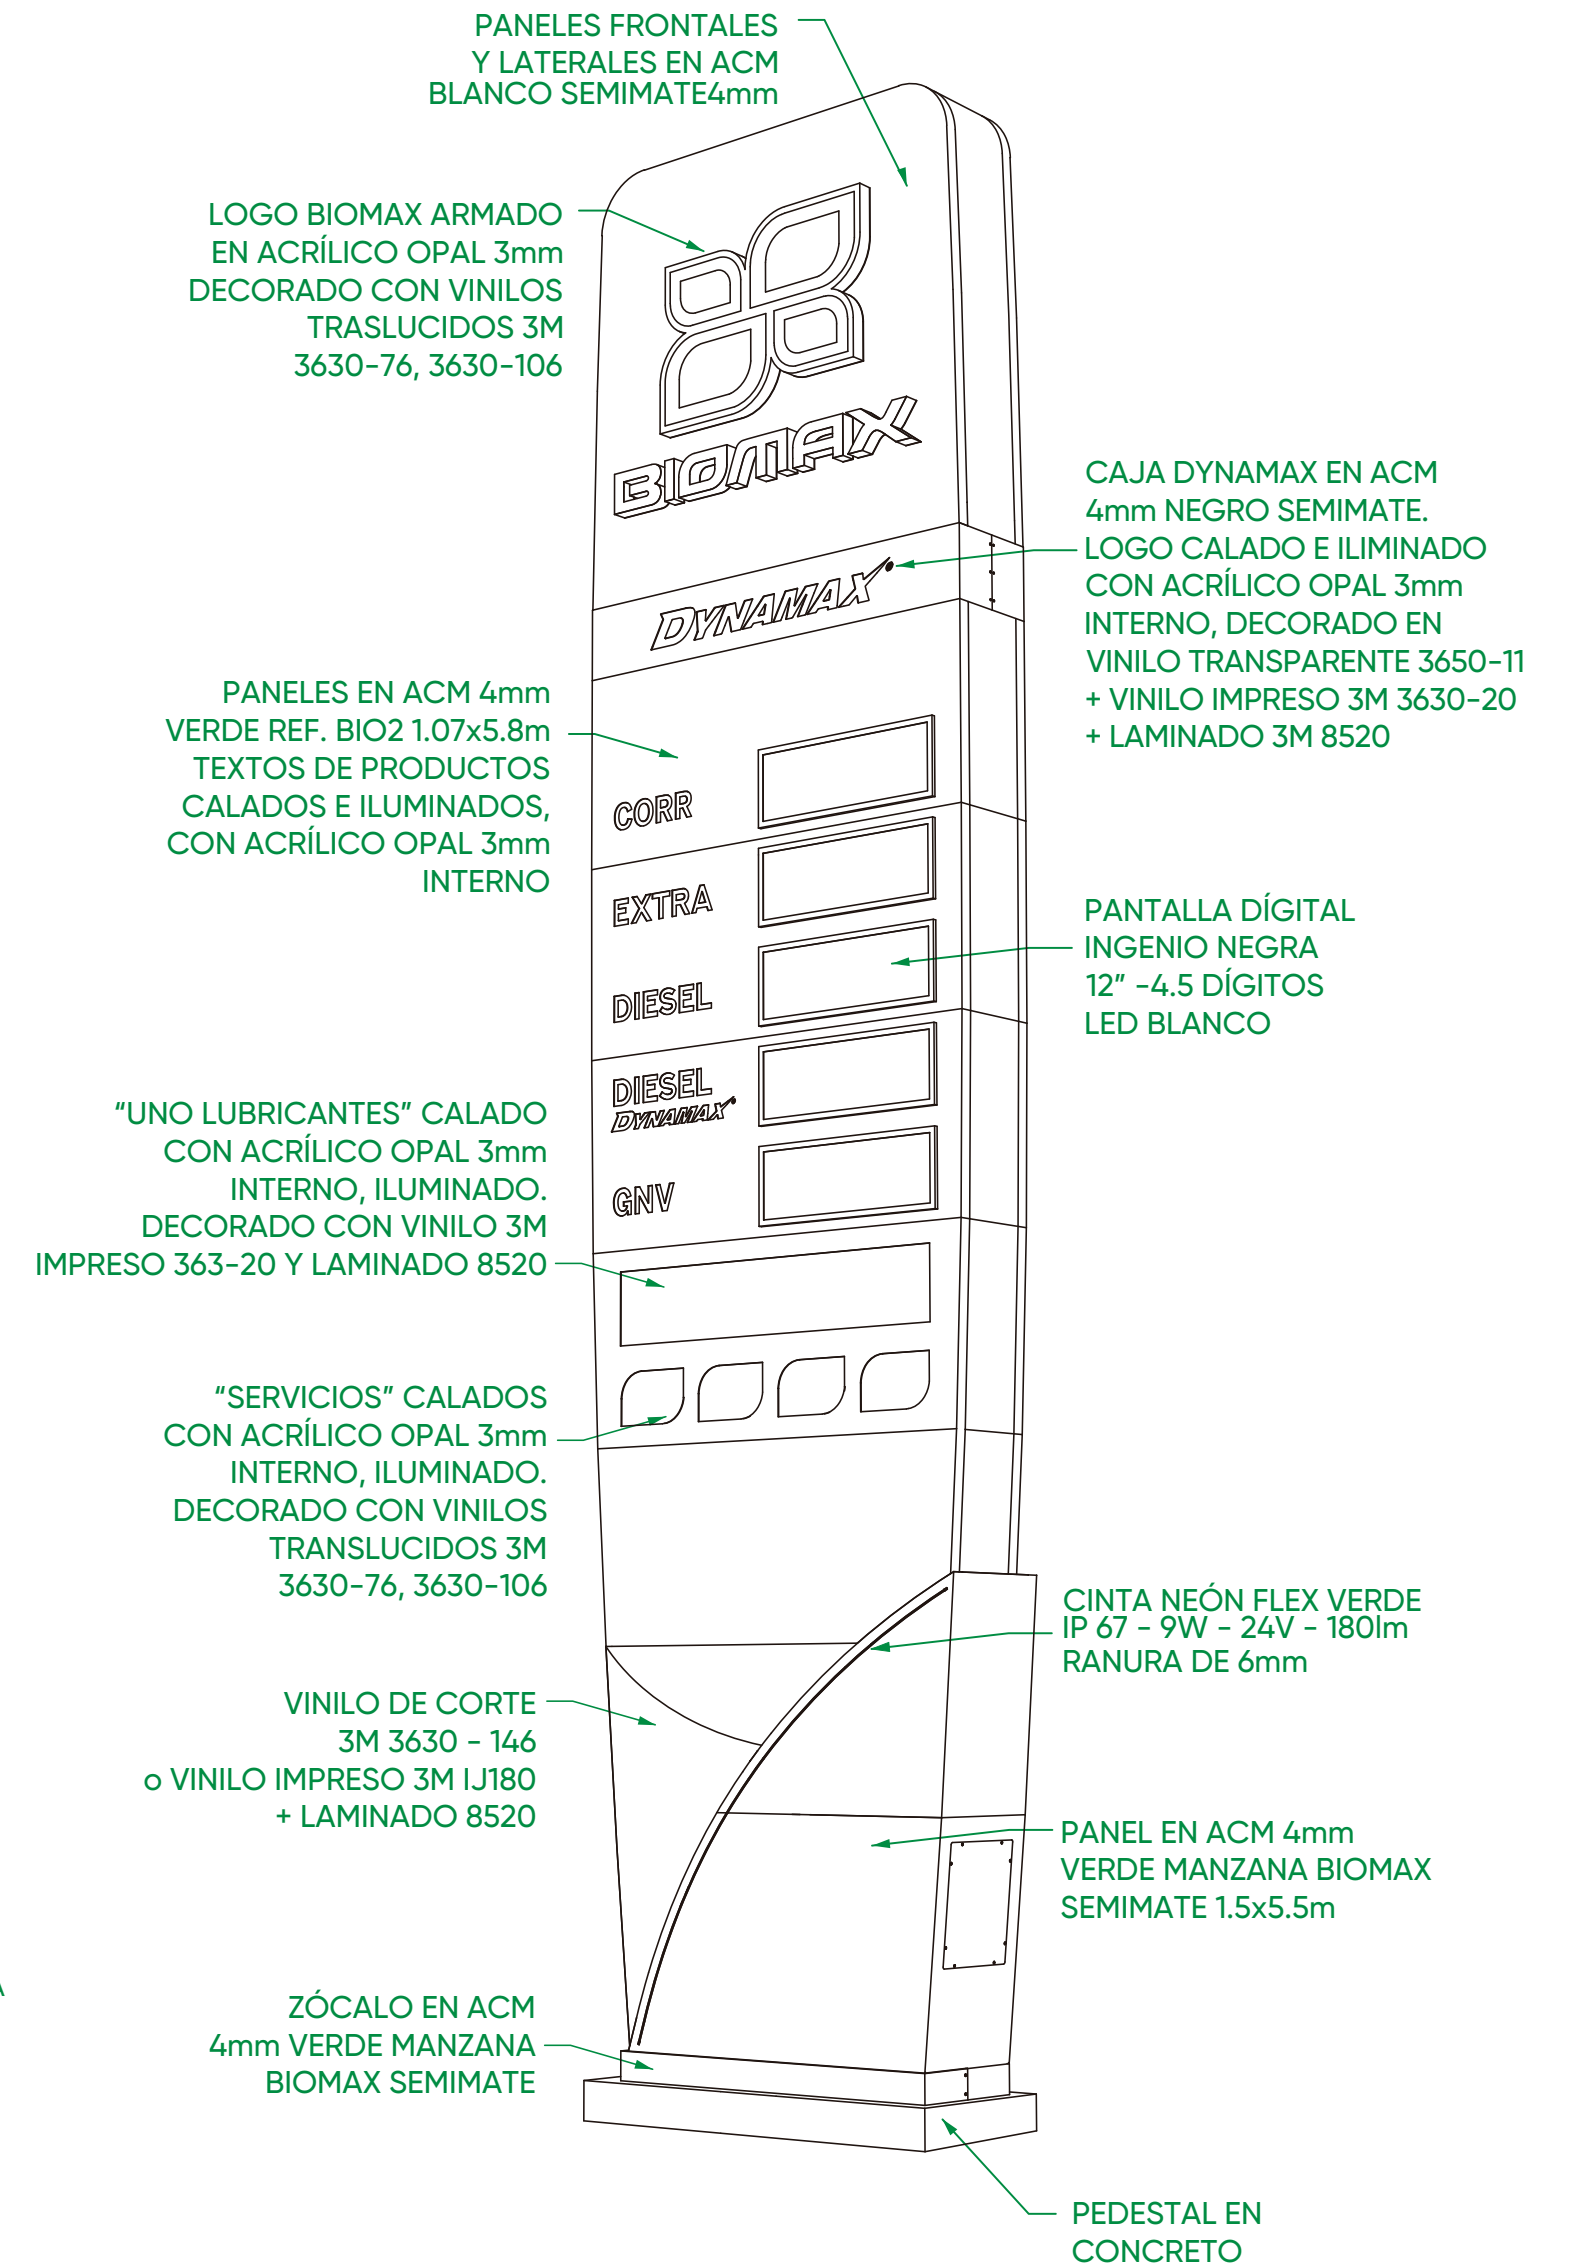 PANELES FRONTALES
Y LATERALES EN ACM
BLANCO SEMIMATE4mm
LOGO BIOMAX ARMADO
EN ACRÍLICO OPAL 3mm
DECORADO CON VINILOS
TRASLUCIDOS 3M
3630-76, 3630-106
BIOMAX
CAJA DYNAMAX EN ACM
4mm NEGRO SEMIMATE.
LOGO CALADO E ILIMINADO
CON ACRÍLICO OPAL 3mm
INTERNO, DECORADO EN
VINILO TRANSPARENTE 3650-11
+ VINILO IMPRESO 3M 3630-20
+ LAMINADO 3M 8520
DYNAMAX
PANELES EN ACM 4mm
VERDE REF. BIO2 1.07x5.8m
TEXTOS DE PRODUCTOS
CALADOS E ILUMINADOS,
CON ACRÍLICO OPAL 3mm
INTERNO
CORR
EXTRA
DIESEL
DIESEL
DYNAMAX
GNV
PANTALLA DÍGITAL
INGENIO NEGRA
12” -4.5 DÍGITOS
LED BLANCO
“UNO LUBRICANTES” CALADO
CON ACRÍLICO OPAL 3mm
INTERNO, ILUMINADO.
DECORADO CON VINILO 3M
IMPRESO 363-20 Y LAMINADO 8520
“SERVICIOS” CALADOS
CON ACRÍLICO OPAL 3mm
INTERNO, ILUMINADO.
DECORADO CON VINILOS
TRANSLUCIDOS 3M
3630-76, 3630-106
CINTA NEÓN FLEX VERDE
IP 67 - 9W - 24V - 180lm
RANURA DE 6mm
VINILO DE CORTE
3M 3630 - 146
o VINILO IMPRESO 3M IJ180
+ LAMINADO 8520
PANEL EN ACM 4mm
VERDE MANZANA BIOMAX
SEMIMATE 1.5x5.5m
ZÓCALO EN ACM
4mm VERDE MANZANA
BIOMAX SEMIMATE
PEDESTAL EN
CONCRETO